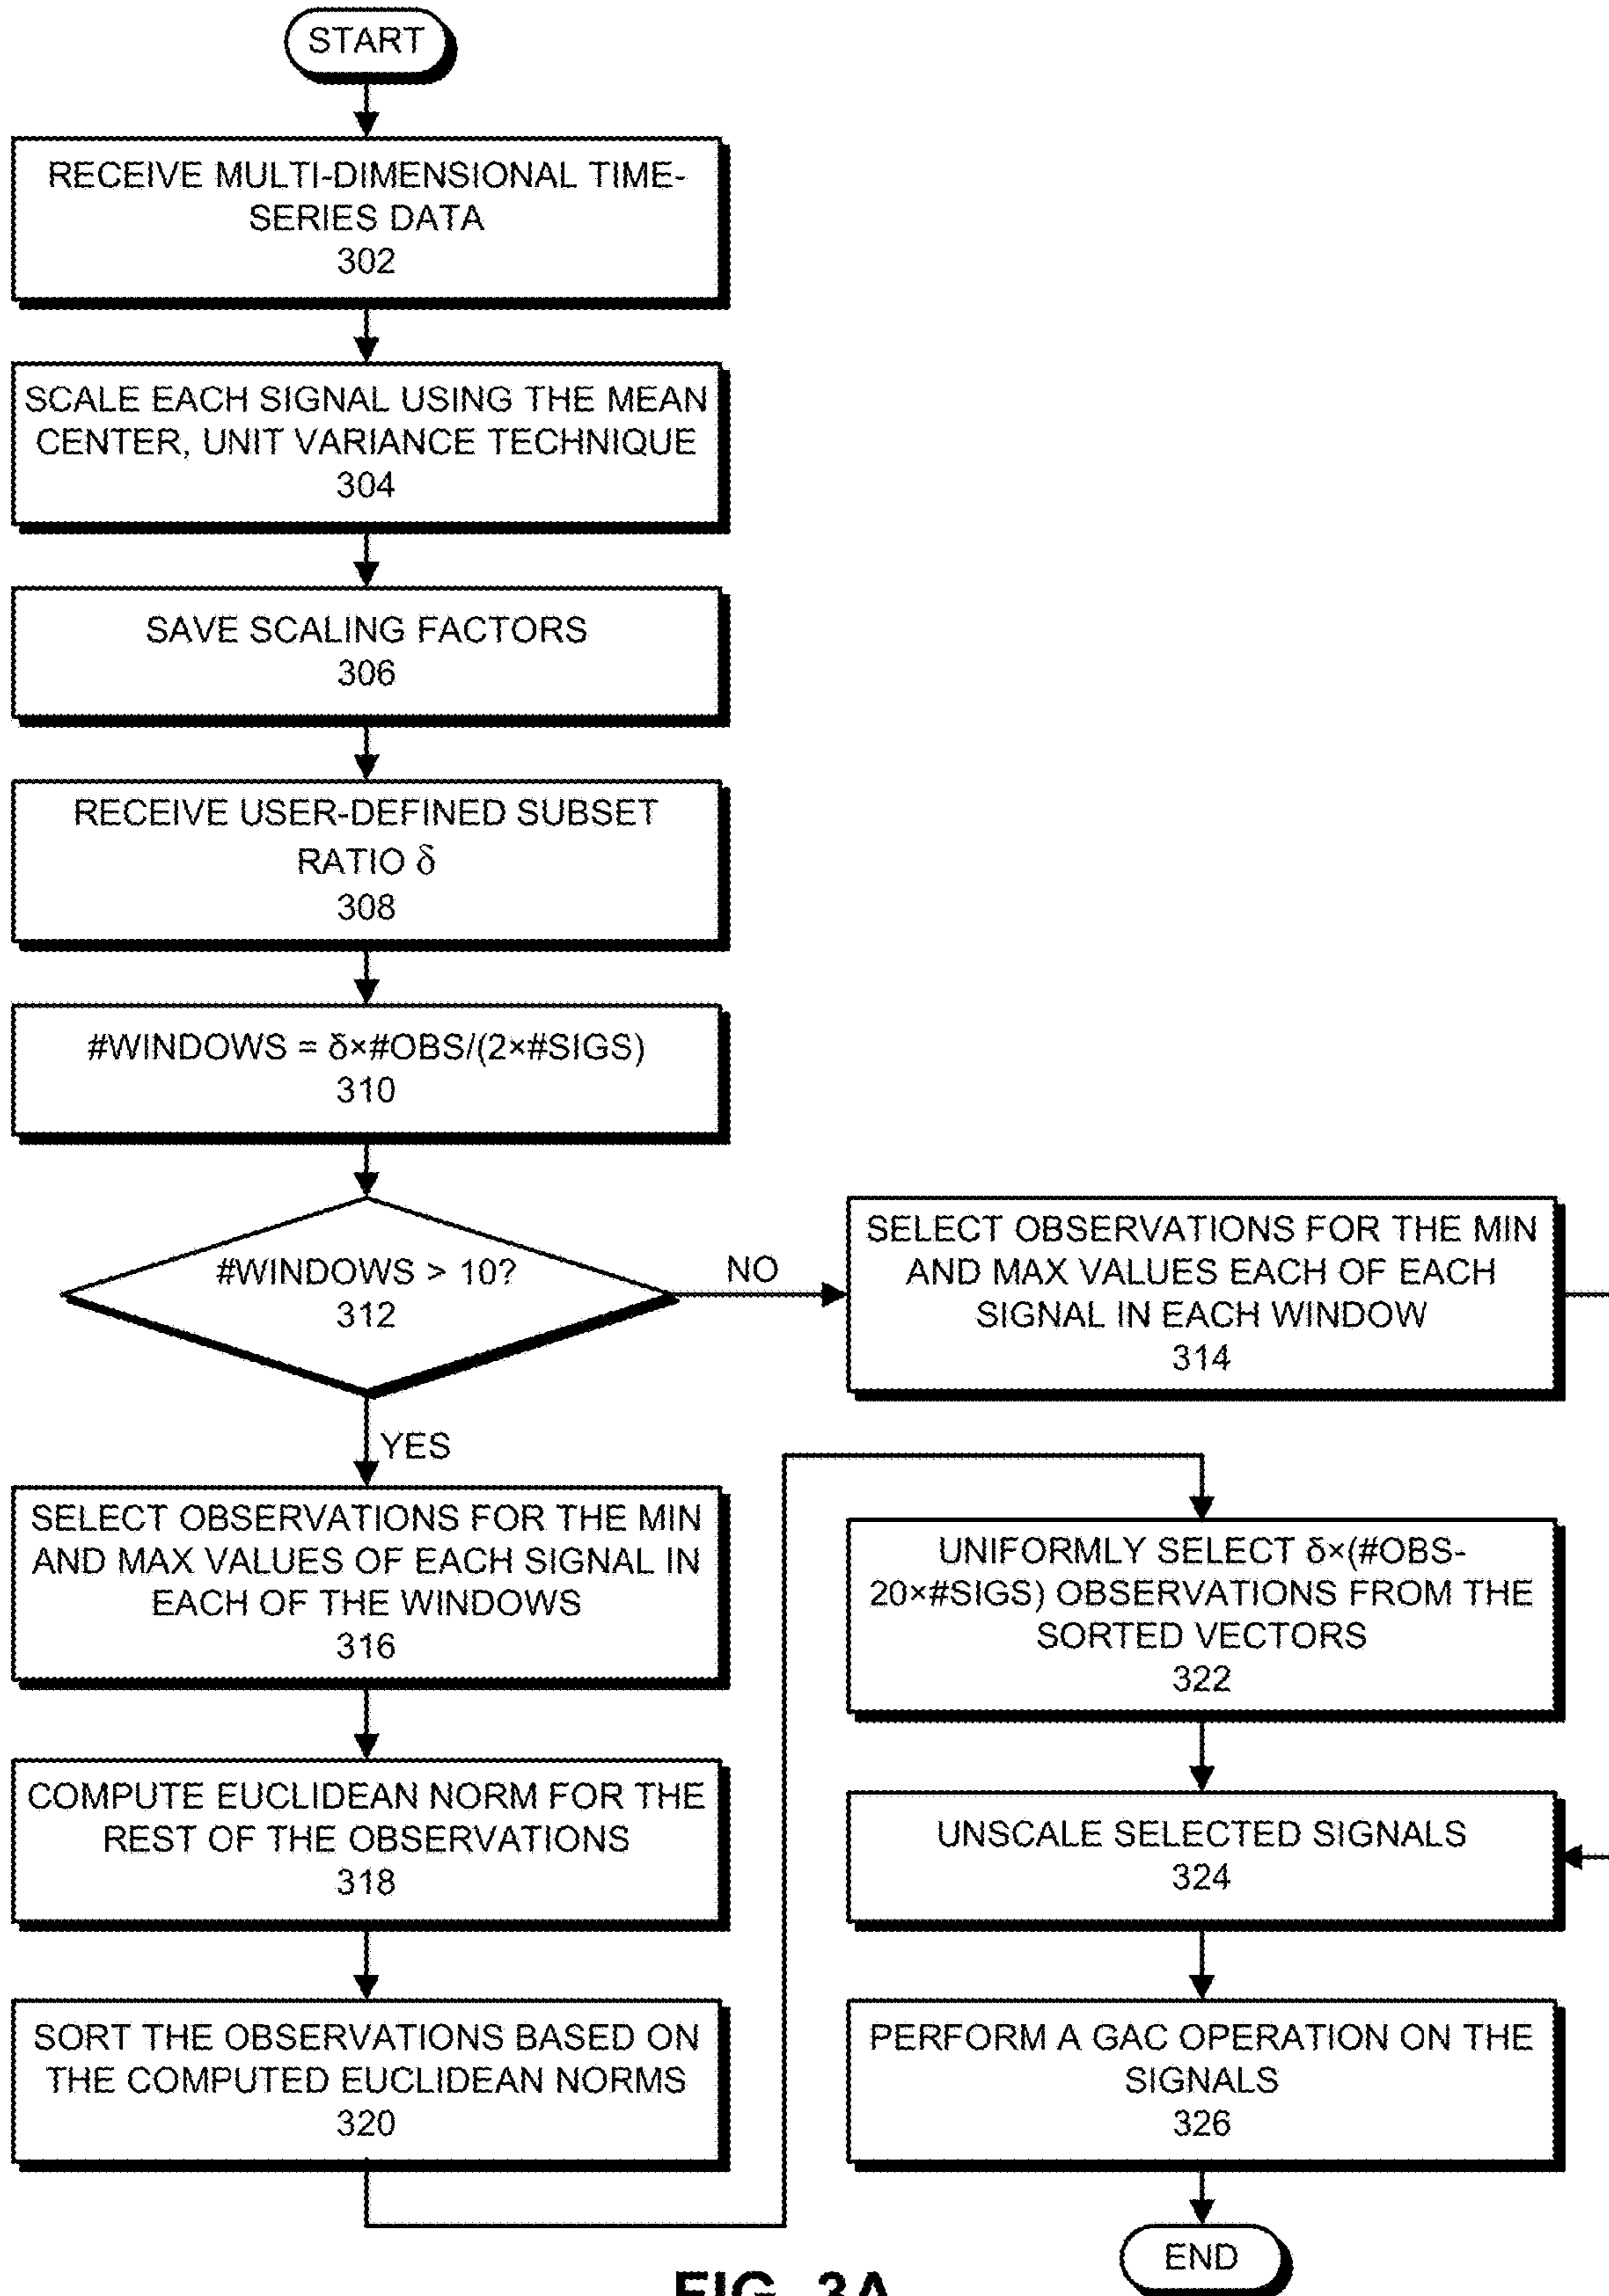 START
RECEIVE MULTI-DIMENSIONAL TIME-
SERIES DATA
302
SCALE EACH SIGNAL USING THE MEAN
CENTER, UNIT VARIANCE TECHNIQUE
304
SAVE SCALING FACTORS
306
RECEIVE USER-DEFINED SUBSET
RATIO δ
308
#WINDOWS = δ×#OBS/(2×#SIGS)
310
#WINDOWS > 10?
312
NO
SELECT OBSERVATIONS FOR THE MIN
AND MAX VALUES EACH OF EACH
SIGNAL IN EACH WINDOW
314
YES
SELECT OBSERVATIONS FOR THE MIN
AND MAX VALUES OF EACH SIGNAL IN
EACH OF THE WINDOWS
316
COMPUTE EUCLIDEAN NORM FOR THE
REST OF THE OBSERVATIONS
318
SORT THE OBSERVATIONS BASED ON
THE COMPUTED EUCLIDEAN NORMS
320
UNIFORMLY SELECT δ×(#OBS-
20×#SIGS) OBSERVATIONS FROM THE
SORTED VECTORS
322
UNSCALE SELECTED SIGNALS
324
PERFORM A GAC OPERATION ON THE
SIGNALS
326
END
FIG. 3A